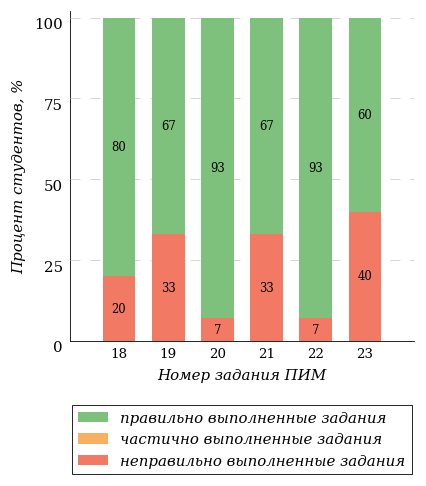 100
75
50
25
0
Процент студентов, %
80
67
93
67
93
60
20
33
7
33
7
40
18 19 20 21 22 23
Номер задания ПИМ
правильно выполненные задания
частично выполненные задания
неправильно выполненные задания